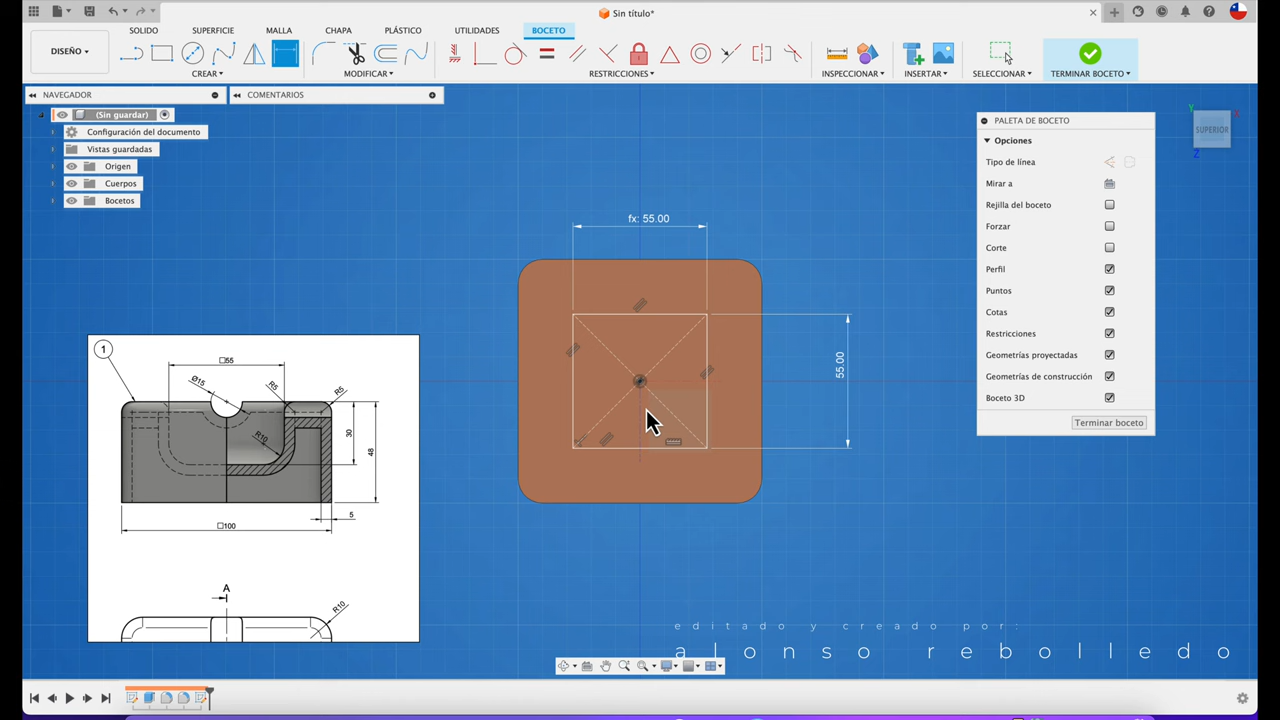 Sin título*
SOLIDO SUPERFICIE MALLA CHAPA PLÁSTICO UTILIDADES BOCETO
DISEÑO
CREAR MODIFICAR RESTRICCIONES INSPECCIONAR INSERTAR SELECCIONAR TERMINAR BOCETO
NAVEGADOR
COMENTARIOS
(Sin guardar)
Configuración del documento
Vistas guardadas
Origen
Cuerpos
Bocetos
PALETA DE BOCETO
Opciones
Tipo de línea
Mirar a
Rejilla del boceto
Forzar
Corte
Perfil
Puntos
Cotas
Restricciones
Geometrías proyectadas
Geometrías de construcción
Boceto 3D
Terminar boceto
Y
X
SUPERIOR
Z
fx: 55.00
55.00
1
□55
Ø15
R5
R5
R10
30
48
5
□100
A
R10
editado y creado por:
alonso rebolledo